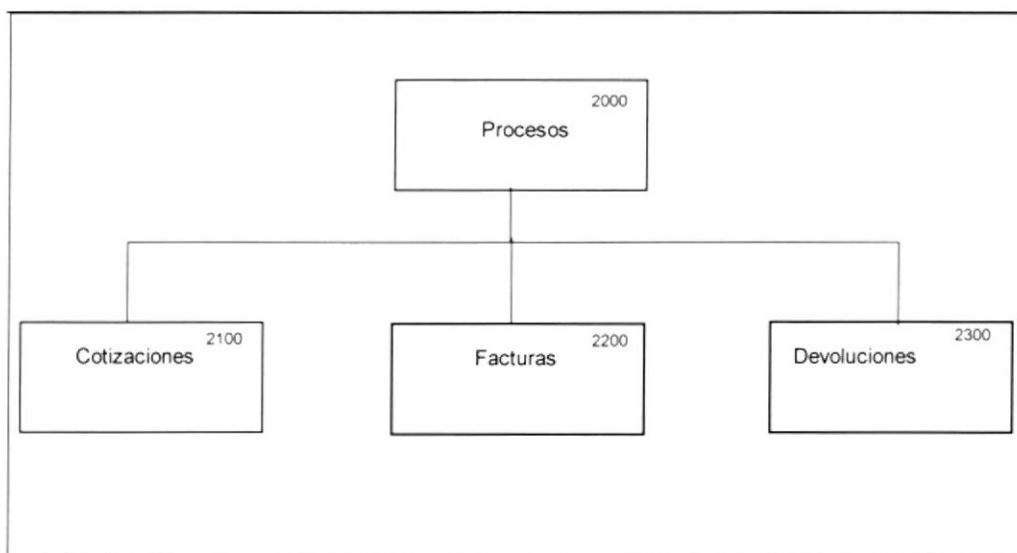 2000
Procesos
2100
Cotizaciones
2200
Facturas
2300
Devoluciones